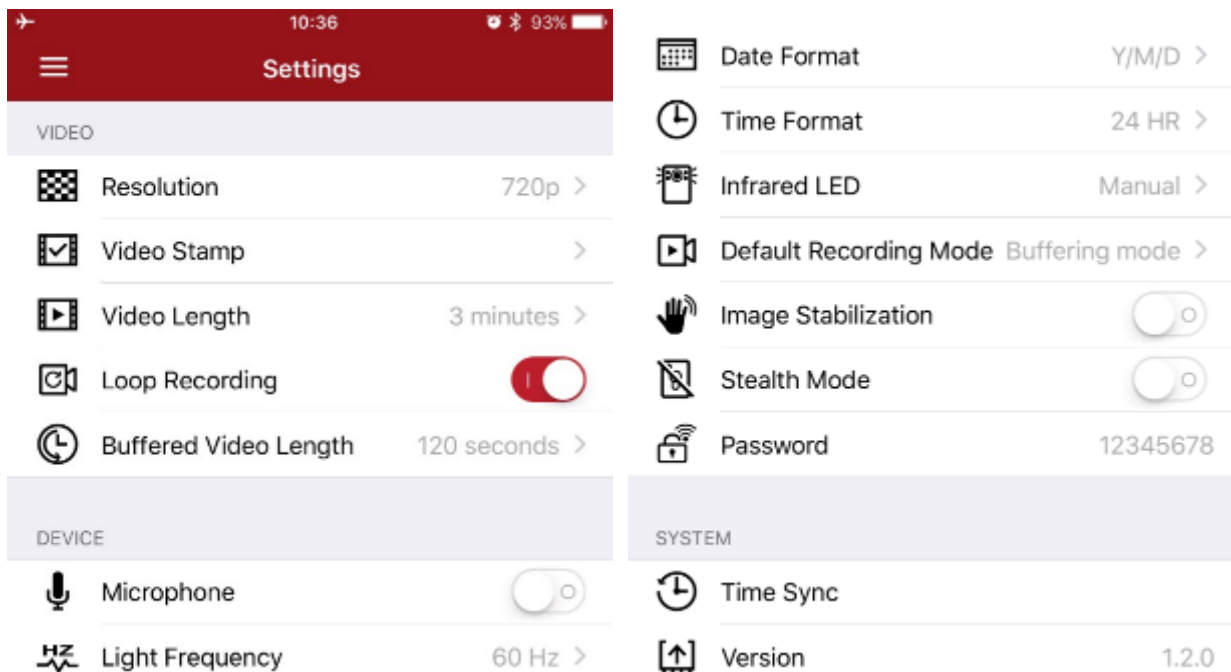 10:36 93%
Settings
VIDEO
Resolution 720p
Video Stamp
Video Length 3 minutes
Loop Recording
Buffered Video Length 120 seconds
DEVICE
Microphone
HZ Light Frequency 60 Hz
Date Format Y/M/D
Time Format 24 HR
Infrared LED Manual
Default Recording Mode Buffering mode
Image Stabilization
Stealth Mode
Password 12345678
SYSTEM
Time Sync
Version 1.2.0